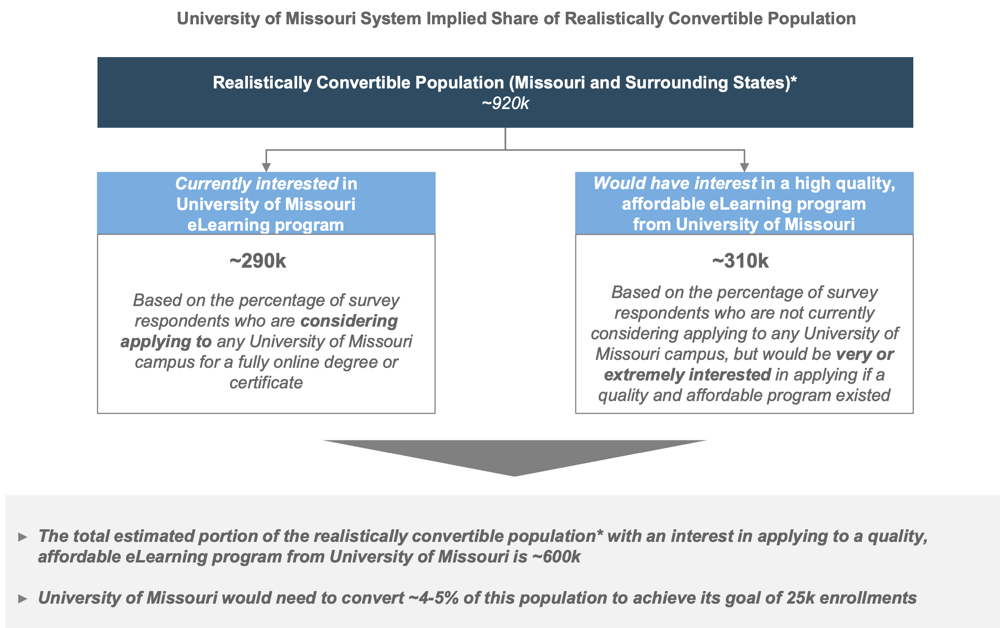 University of Missouri System Implied Share of Realistically Convertible Population
Realistically Convertible Population (Missouri and Surrounding States)*
~920k
Currently interested in
University of Missouri
eLearning program
~290k
Based on the percentage of survey
respondents who are considering
applying to any University of Missouri
campus for a fully online degree or
certificate
Would have interest in a high quality,
affordable eLearning program
from University of Missouri
~310k
Based on the percentage of survey
respondents who are not currently
considering applying to any University of
Missouri campus, but would be very or
extremely interested in applying if a
quality and affordable program existed
► The total estimated portion of the realistically convertible population* with an interest in applying to a quality,
affordable eLearning program from University of Missouri is ~600k
► University of Missouri would need to convert ~4-5% of this population to achieve its goal of 25k enrollments